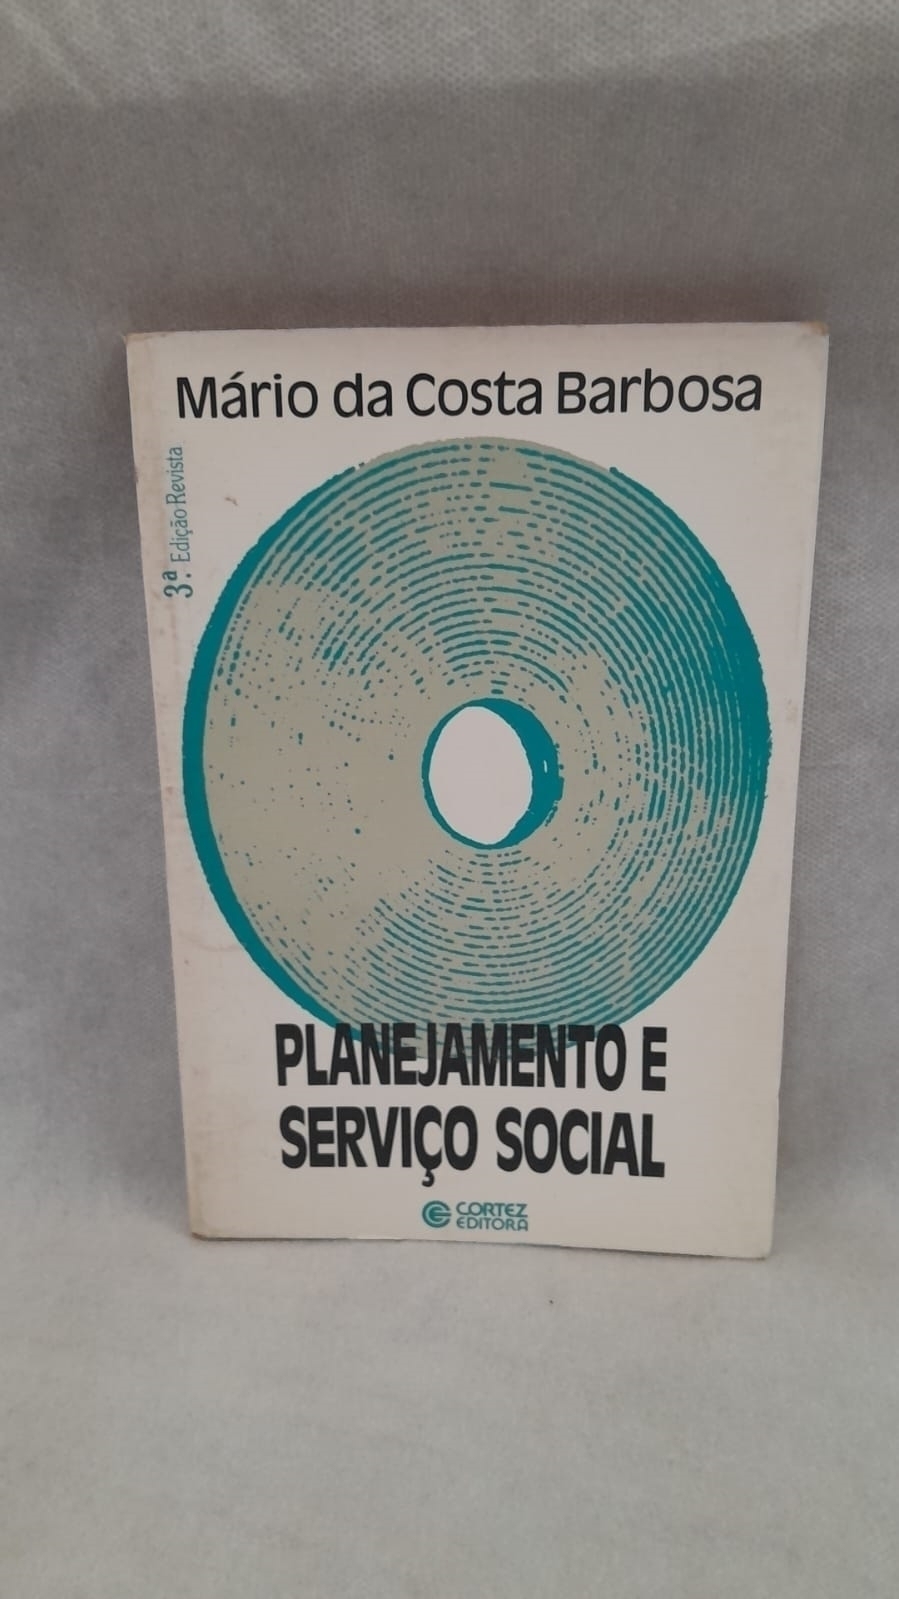 Mário da Costa Barbosa
3ª. Edição Revista
PLANEJAMENTO E
SERVIÇO SOCIAL
CORTEZ
EDITORA